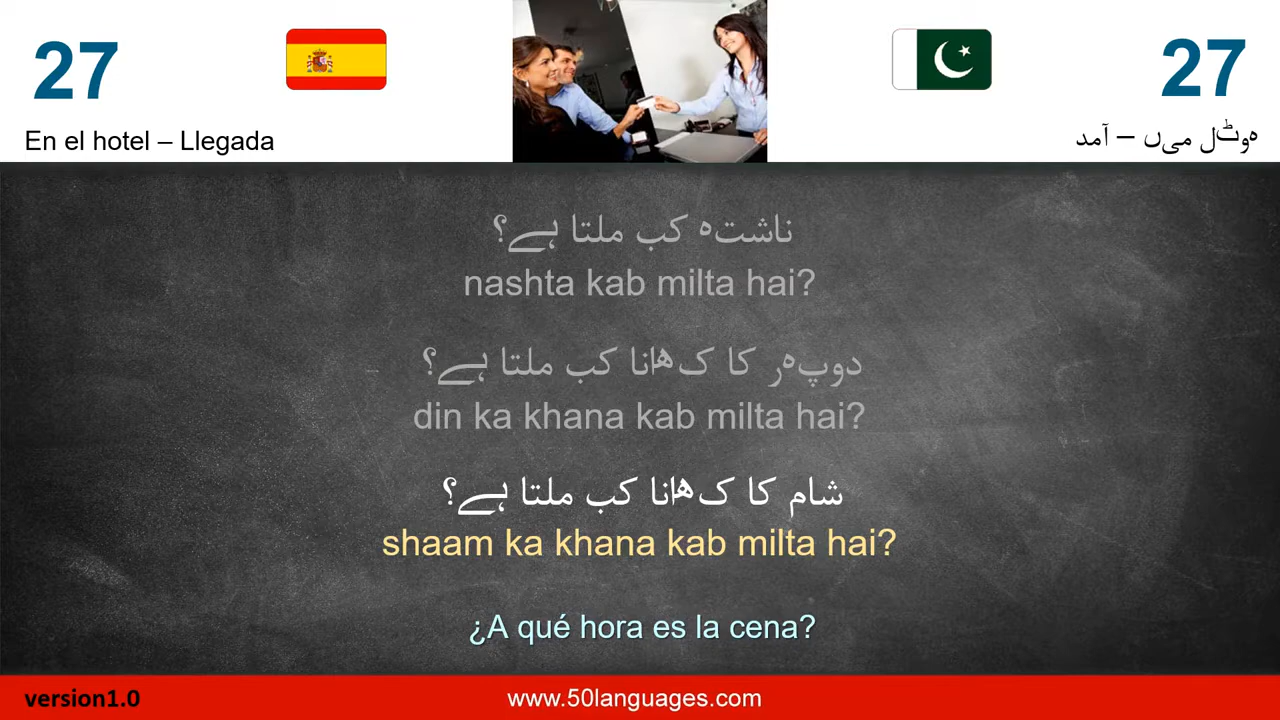 27
27
En el hotel – Llegada
ہوٹل میں – آمد
ناشتہ کب ملتا ہے؟
nashta kab milta hai?
دوپہر کا کھانا کب ملتا ہے؟
din ka khana kab milta hai?
شام کا کھانا کب ملتا ہے؟
shaam ka khana kab milta hai?
¿A qué hora es la cena?
version1.0
www.50languages.com